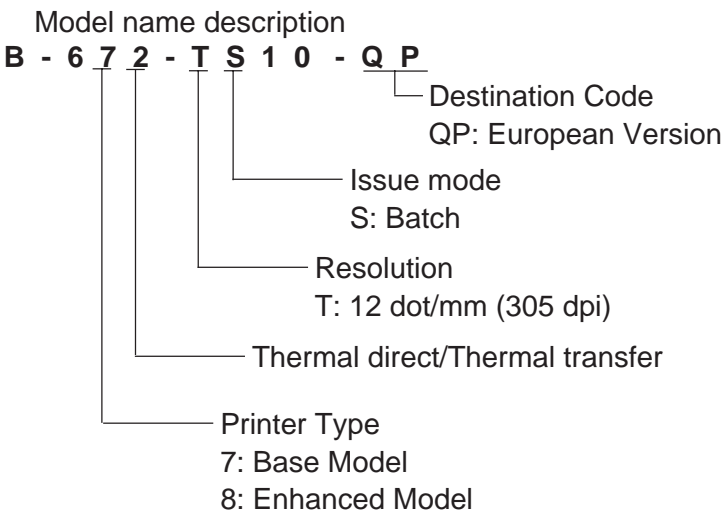 Model name description
B - 6 7 2 - T S 1 0 - Q P
Destination Code
QP: European Version
Issue mode
S: Batch
Resolution
T: 12 dot/mm (305 dpi)
Thermal direct/Thermal transfer
Printer Type
7: Base Model
8: Enhanced Model